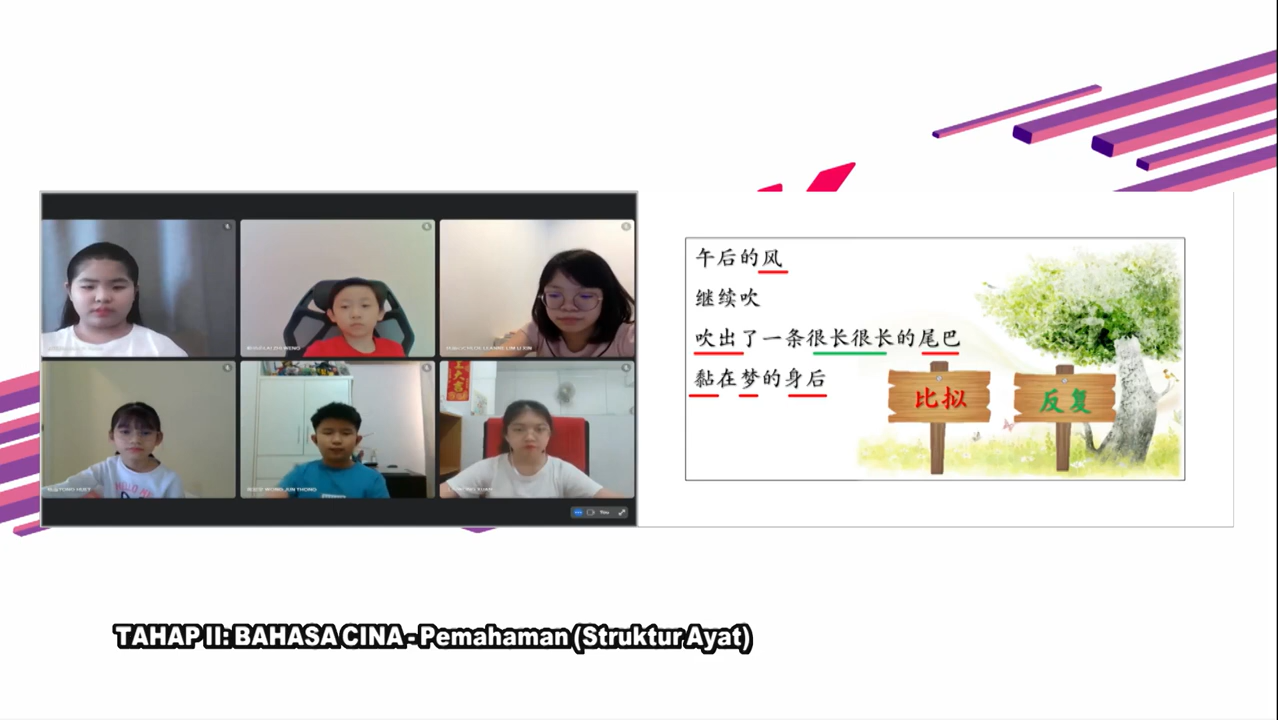 午后的风
继续吹
吹出了一条很长很长的尾巴
黏在梦的身后
比拟
反复
You
TAHAP II: BAHASA CINA - Pemahaman (Struktur Ayat)